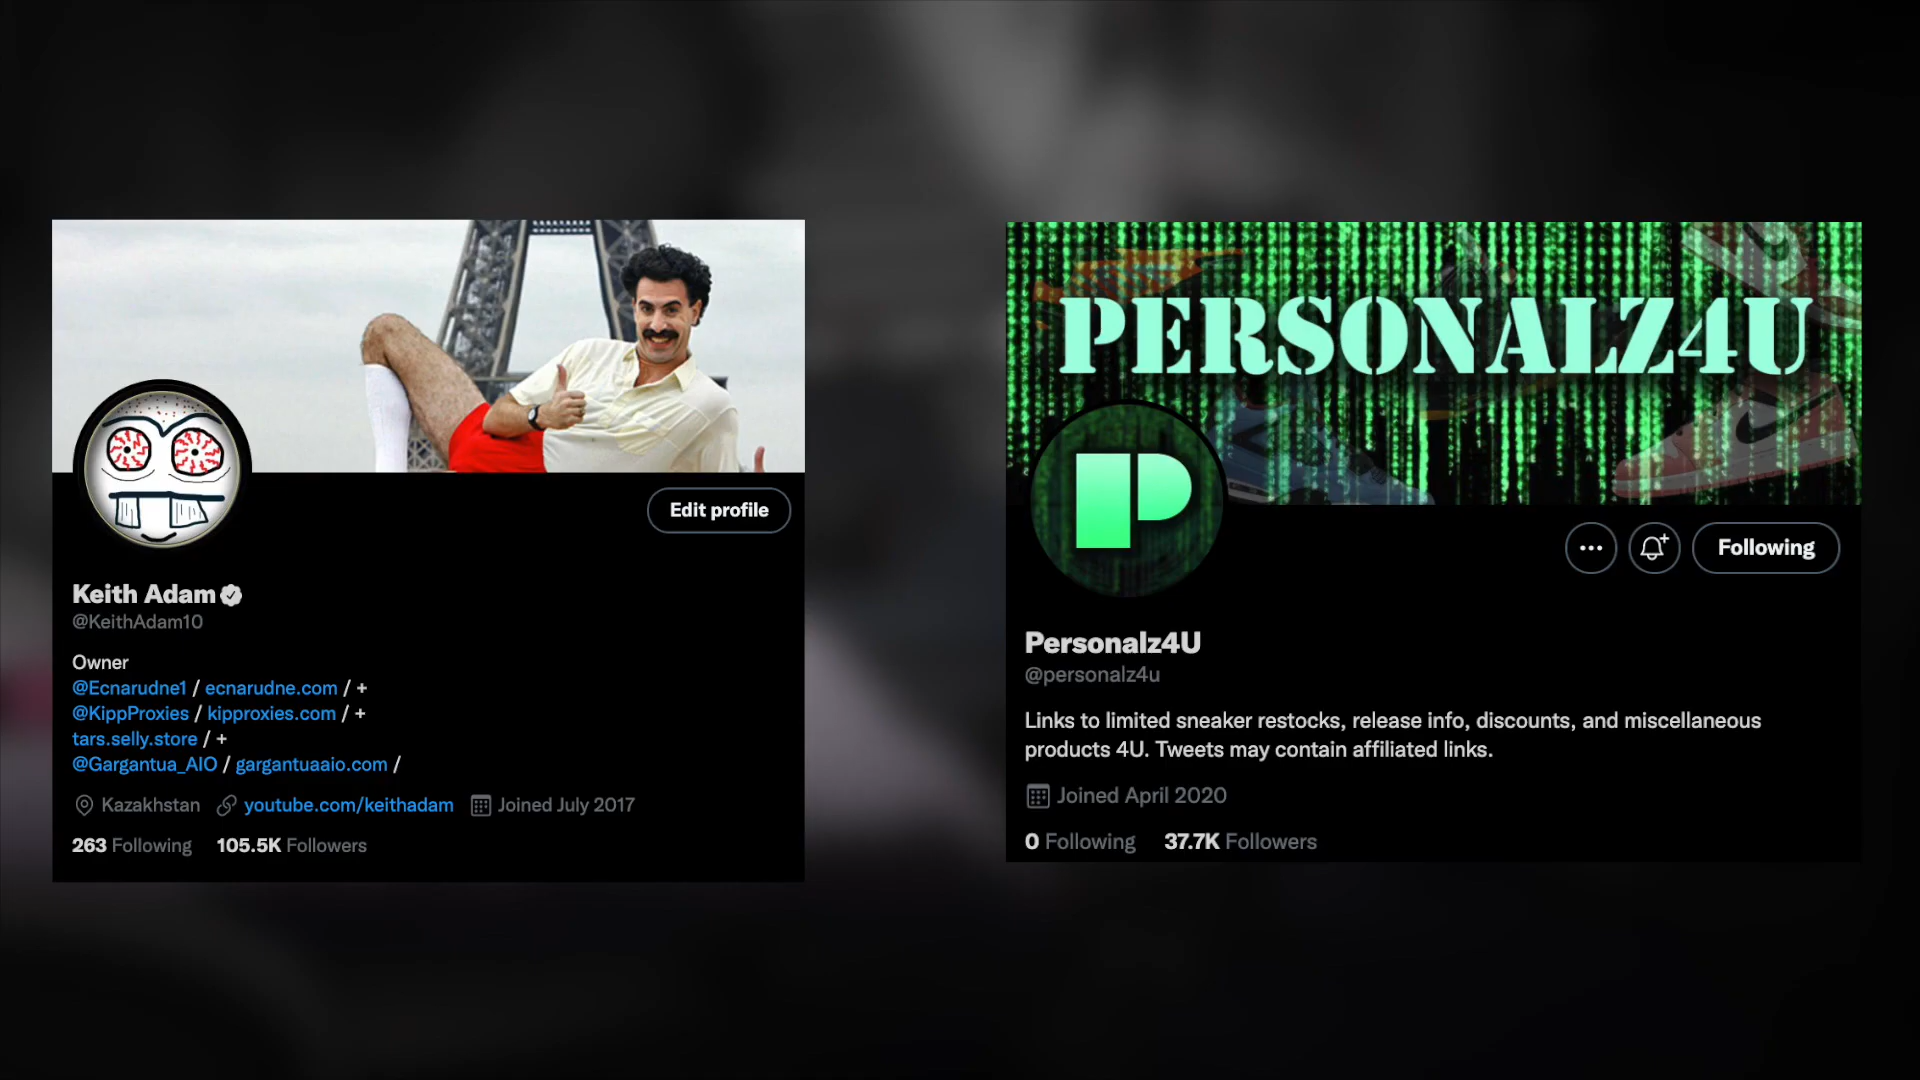 Edit profile
Keith Adam
@KeithAdam10
Owner
@Ecnarudne1 / ecnarudne.com / +
@KippProxies / kipproxies.com / +
tars.selly.store / +
@Gargantua_AIO / gargantuaaio.com /
Kazakhstan youtube.com/keithadam Joined July 2017
263 Following 105.5K Followers
PERSONALZ4U
P
Following
Personalz4U
@personalz4u
Links to limited sneaker restocks, release info, discounts, and miscellaneous
products 4U. Tweets may contain affiliated links.
Joined April 2020
0 Following 37.7K Followers